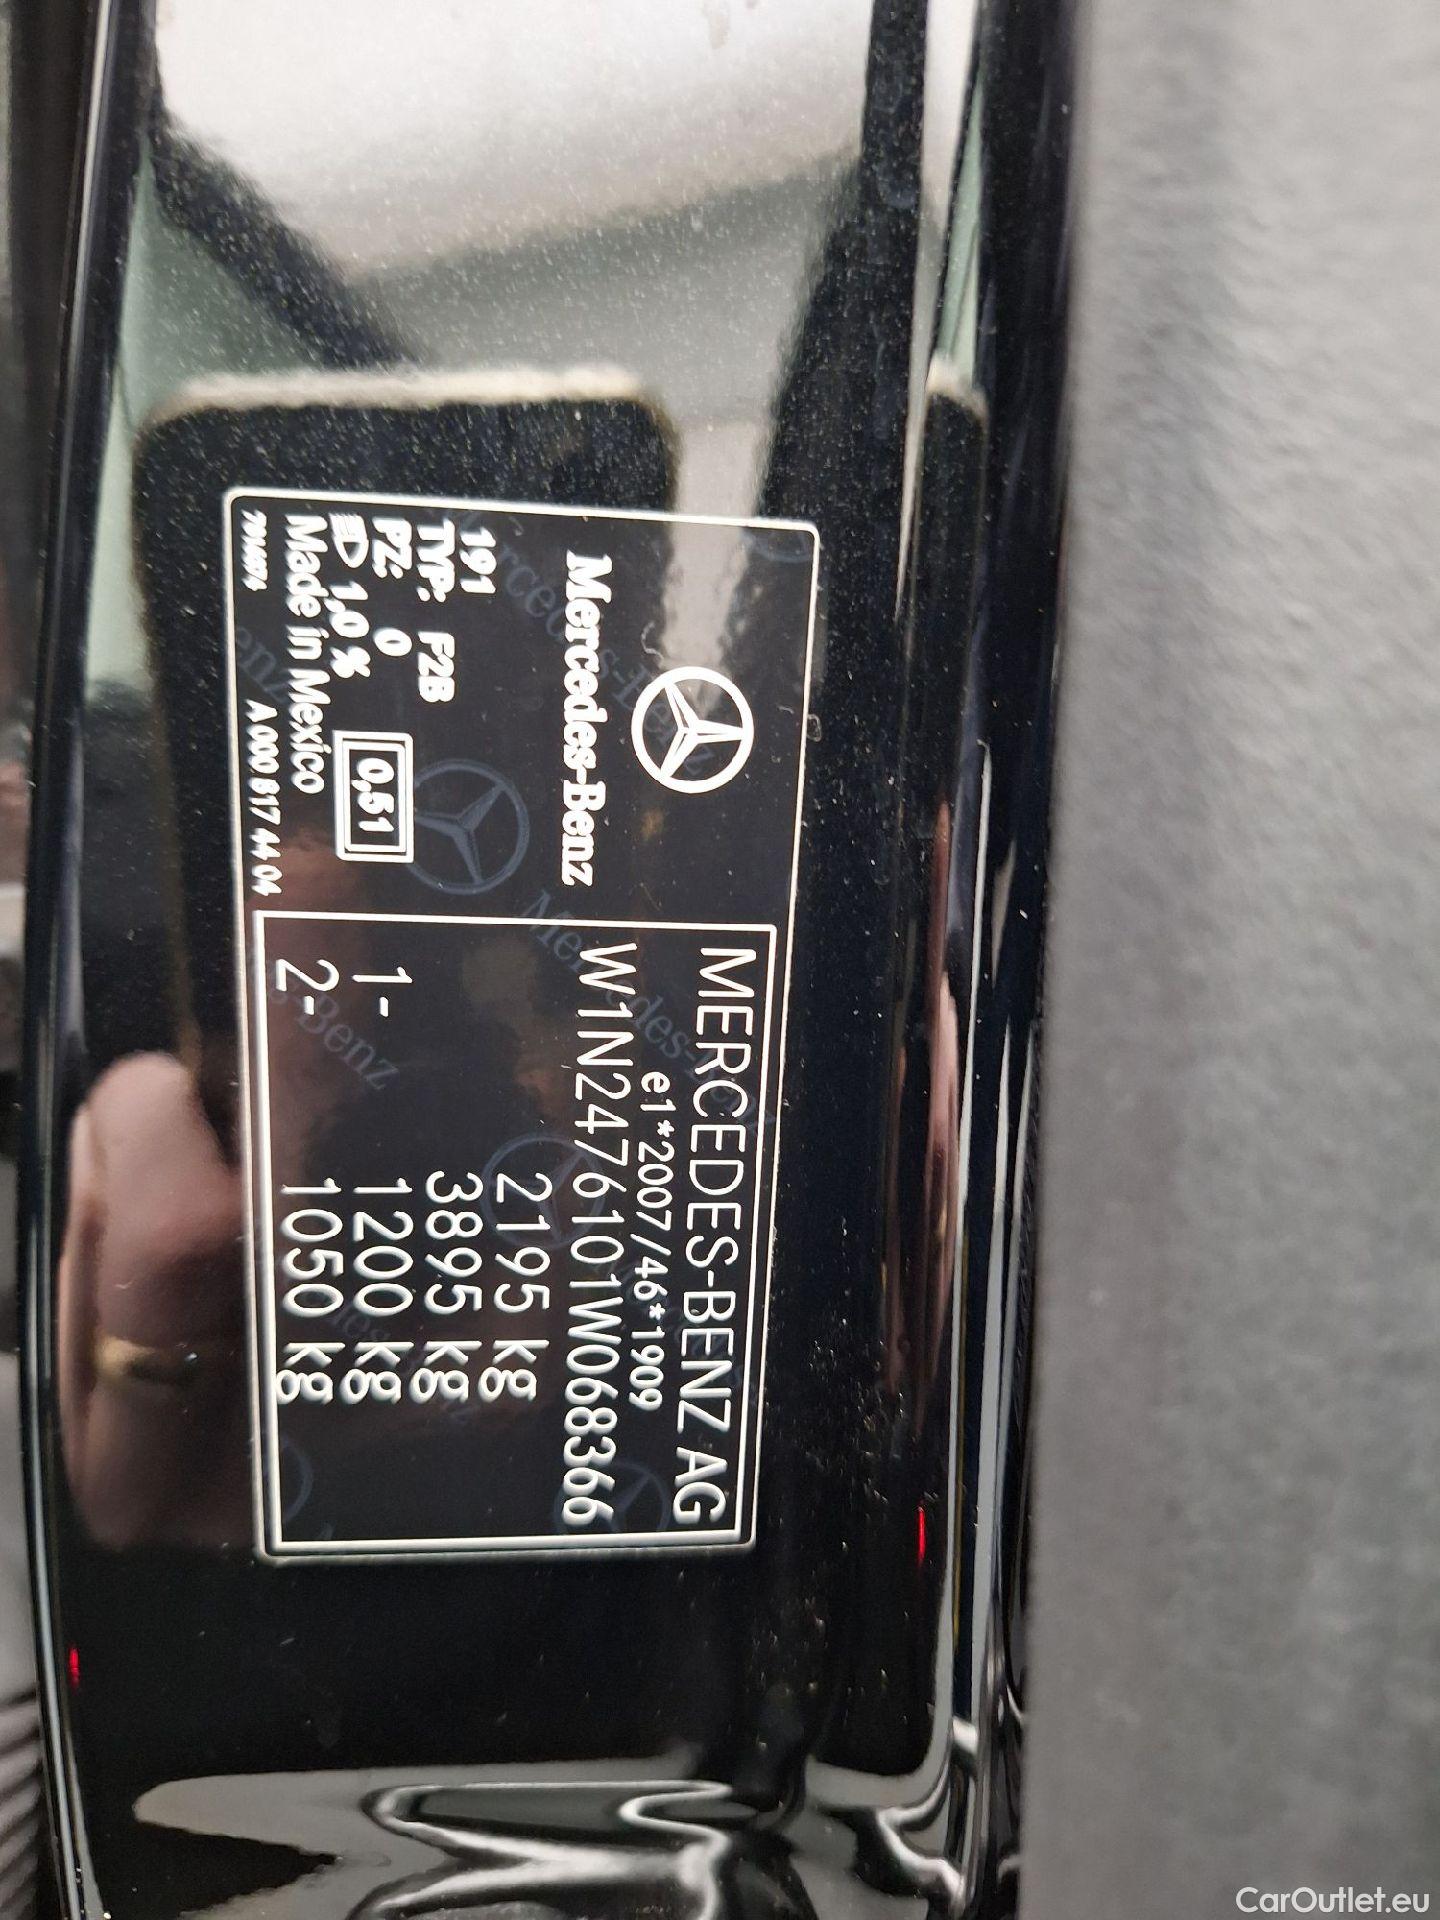 Mercedes-Benz
191
TYP: F2B
PZ: 0
1,0 %
0,51
Made in Mexico
A 000 817 44 04
MERCEDES-BENZ AG
e1*2007/46*1909
W1N2476101W068366
2195 kg
3895 kg
1- 1200 kg
2- 1050 kg
CarOutlet.eu